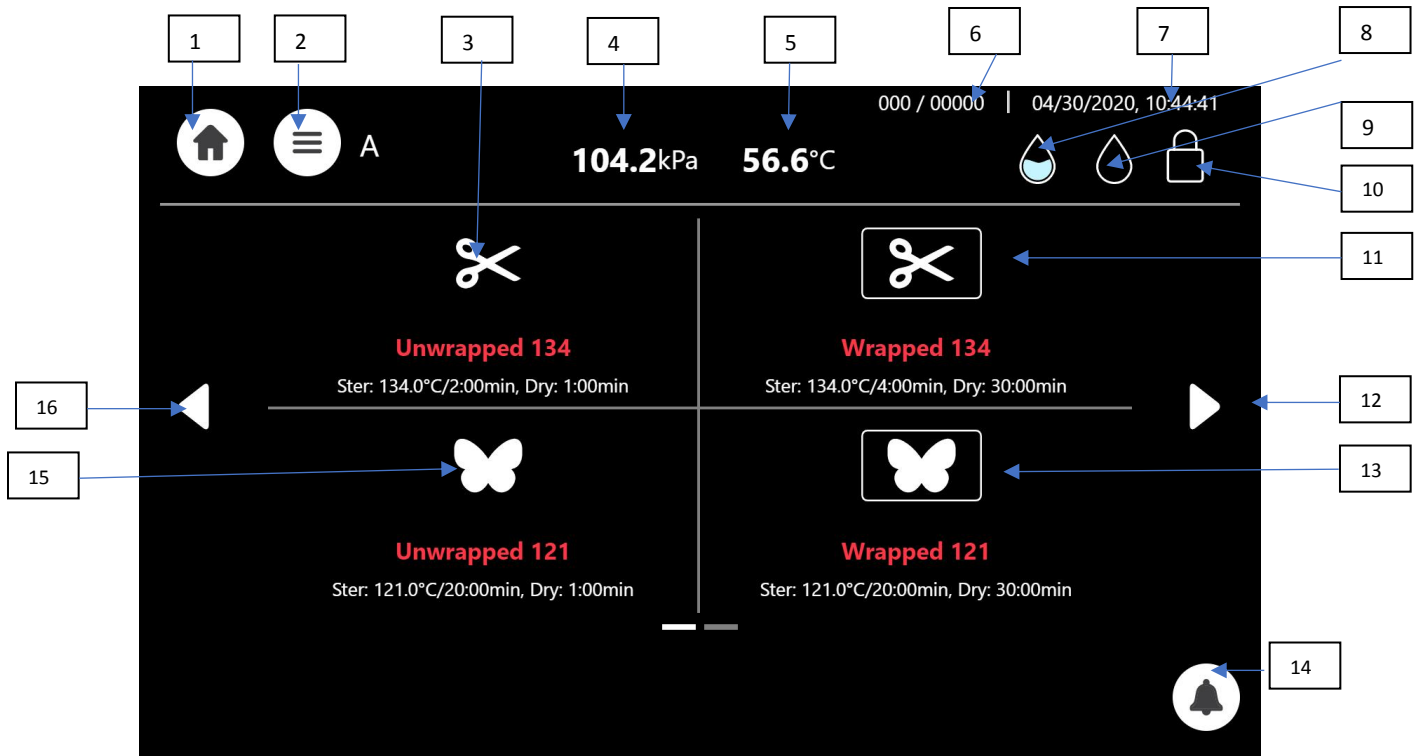 1
2
3
4
5
6
7
8
000 / 00000 | 04/30/2020, 10:44:41
9
A
104.2kPa
56.6°C
10
11
Unwrapped 134
Wrapped 134
Ster: 134.0°C/2:00min, Dry: 1:00min
Ster: 134.0°C/4:00min, Dry: 30:00min
16
12
15
13
Unwrapped 121
Wrapped 121
Ster: 121.0°C/20:00min, Dry: 1:00min
Ster: 121.0°C/20:00min, Dry: 30:00min
14